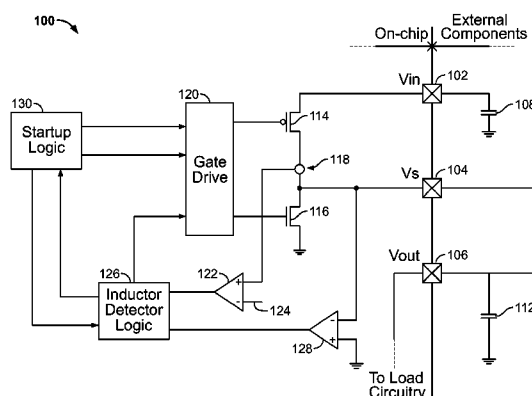 100
On-chip
External
Components
130
Startup
Logic
120
Gate
Drive
114
118
116
Vin
102
108
Vs
104
Vout
106
112
126
Inductor
Detector
Logic
122
+
-
124
-
+
128
To Load
Circuitry